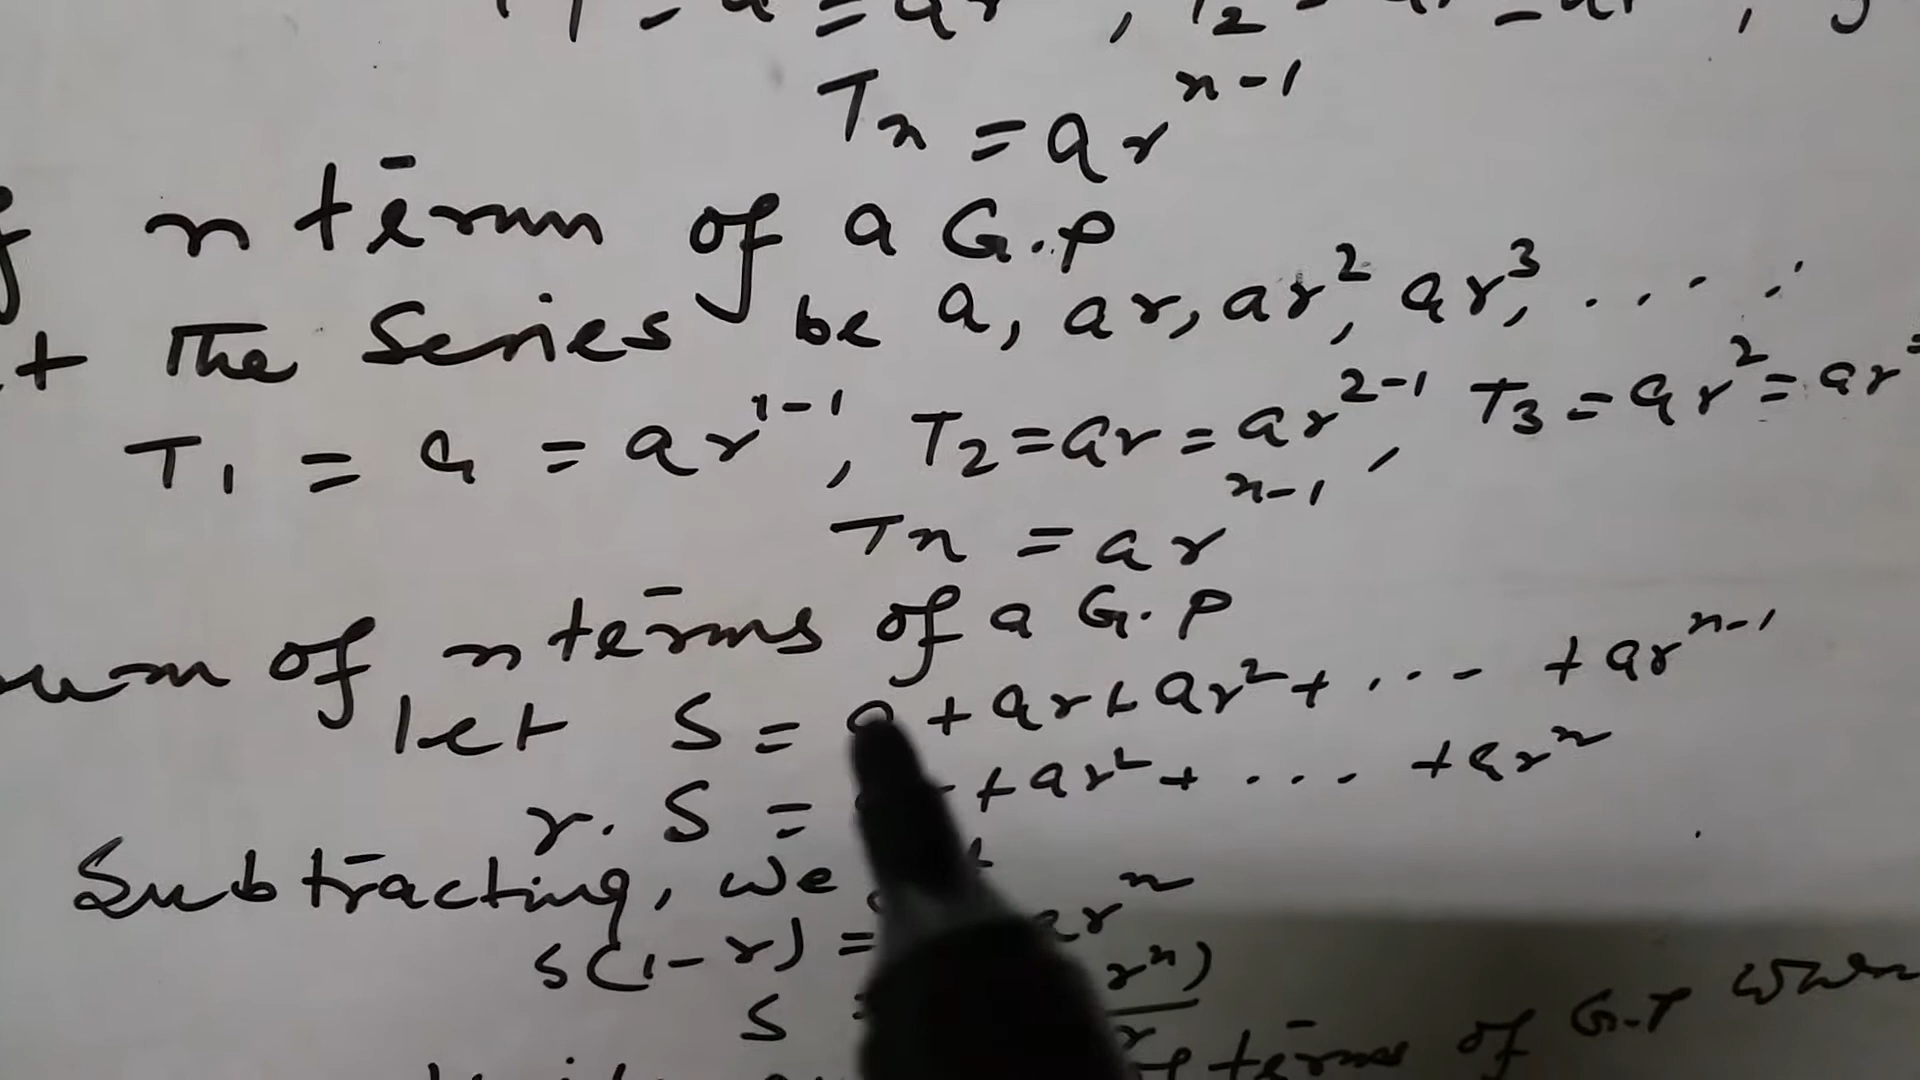 Tn = ar^n-1
n term of a G.P
The Series be a, ar, ar², ar³, .....
T₁ = a = ar^1-1, T₂ = ar = ar^2-1, T₃ = ar² = ar
Tn = ar^n-1
of n terms of a G.P
let S = a + ar + ar² + ... + ar^n-1
r. S = + ar² + ... + ar^n
Subtracting, we
S(1-r) = ar^n
S = r^n)
terms of G.P when